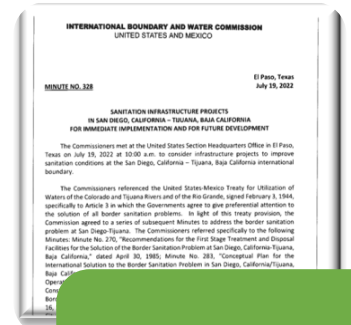 INTERNATIONAL BOUNDARY AND WATER COMMISSION
UNITED STATES AND MEXICO
El Paso, Texas
MINUTE NO. 328
July 19, 2022
SANITATION INFRASTRUCTURE PROJECTS
IN SAN DIEGO, CALIFORNIA – TIJUANA, BAJA CALIFORNIA
FOR IMMEDIATE IMPLEMENTATION AND FOR FUTURE DEVELOPMENT
The Commissioners met at the United States Section Headquarters Office in El Paso,
Texas on July 19, 2022 at 10:00 a.m. to consider infrastructure projects to improve
sanitation conditions at the San Diego, California – Tijuana, Baja California international
boundary.
The Commissioners referenced the United States-Mexico Treaty for Utilization of
Waters of the Colorado and Tijuana Rivers and of the Rio Grande, signed February 3, 1944,
specifically to Article 3 in which the Governments agree to give preferential attention to
the solution of all border sanitation problems. In light of this treaty provision, the
Commission agreed to a series of subsequent Minutes to address the border sanitation
problem at San Diego-Tijuana. The Commissioners referred specifically to the following
Minutes: Minute No. 270, "Recommendations for the First Stage Treatment and Disposal
Facilities for the Solution of the Border Sanitation Problem at San Diego, California-Tijuana,
Baja California," dated April 30, 1985; Minute No. 283, "Conceptual Plan for the
International Solution to the Border Sanitation Problem in San Diego, California/Tijuana,
Baja
16,